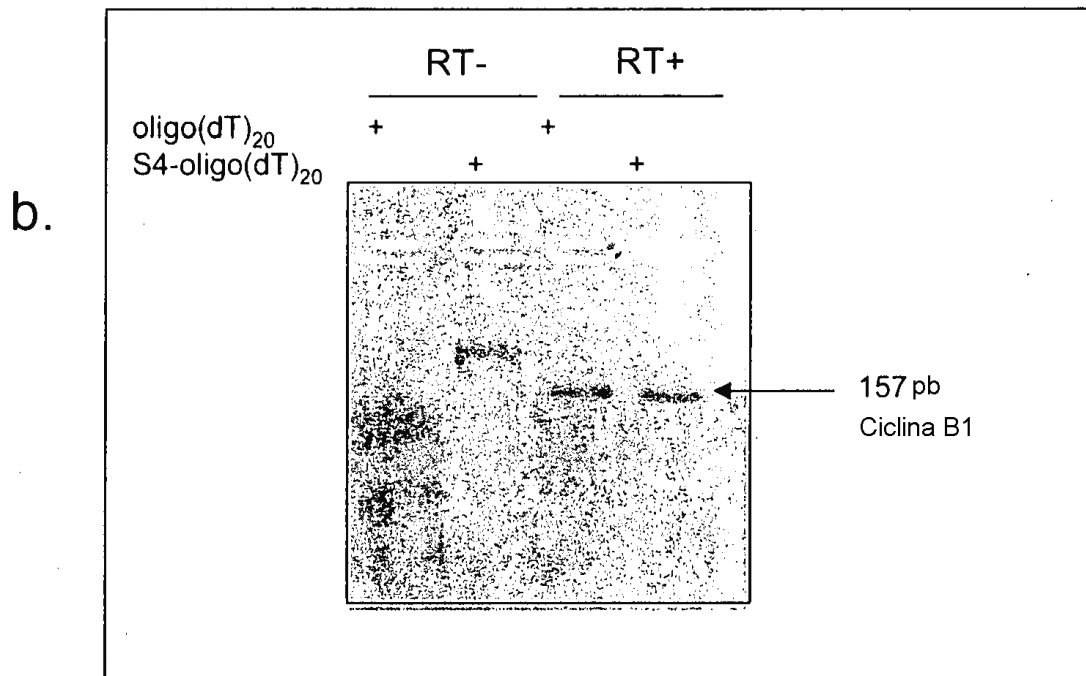 RT- RT+
oligo(dT)20 + +
S4-oligo(dT)20 + +
b.
157 pb
Ciclina B1